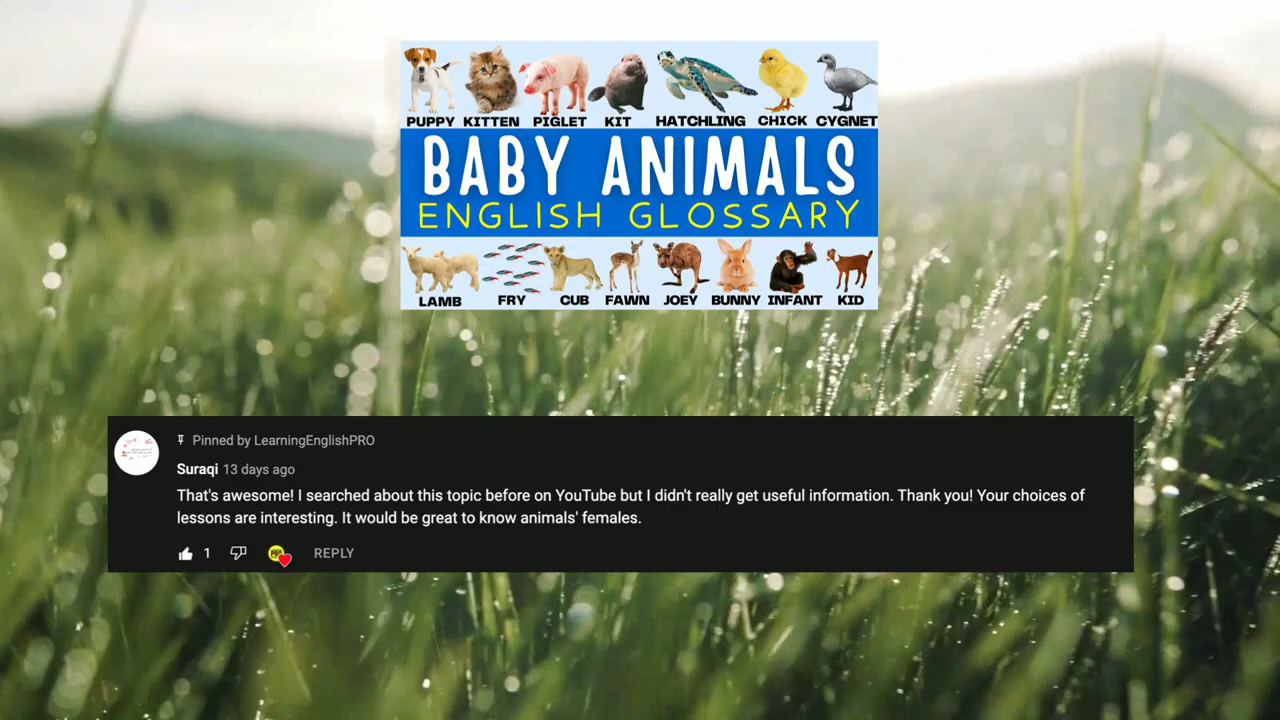 PUPPY KITTEN PIGLET KIT HATCHLING CHICK CYGNET
BABY ANIMALS
ENGLISH GLOSSARY
LAMB FRY CUB FAWN JOEY BUNNY INFANT KID
Pinned by LearningEnglishPRO
Suraqi 13 days ago
That's awesome! I searched about this topic before on YouTube but I didn't really get useful information. Thank you! Your choices of
lessons are interesting. It would be great to know animals' females.
1 REPLY